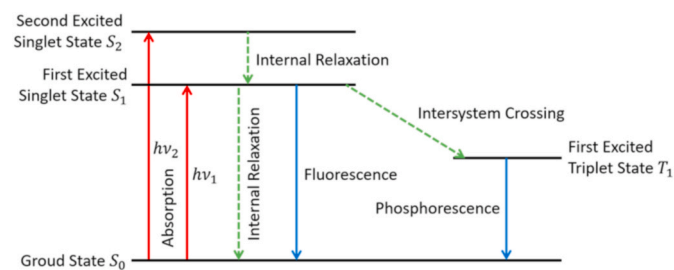 Second Excited
Singlet State S₂
Internal Relaxation
First Excited
Singlet State S₁
Intersystem Crossing
hν₂
Absorption
hν₁
Internal Relaxation
Fluorescence
First Excited
Triplet State T₁
Phosphorescence
Groud State S₀